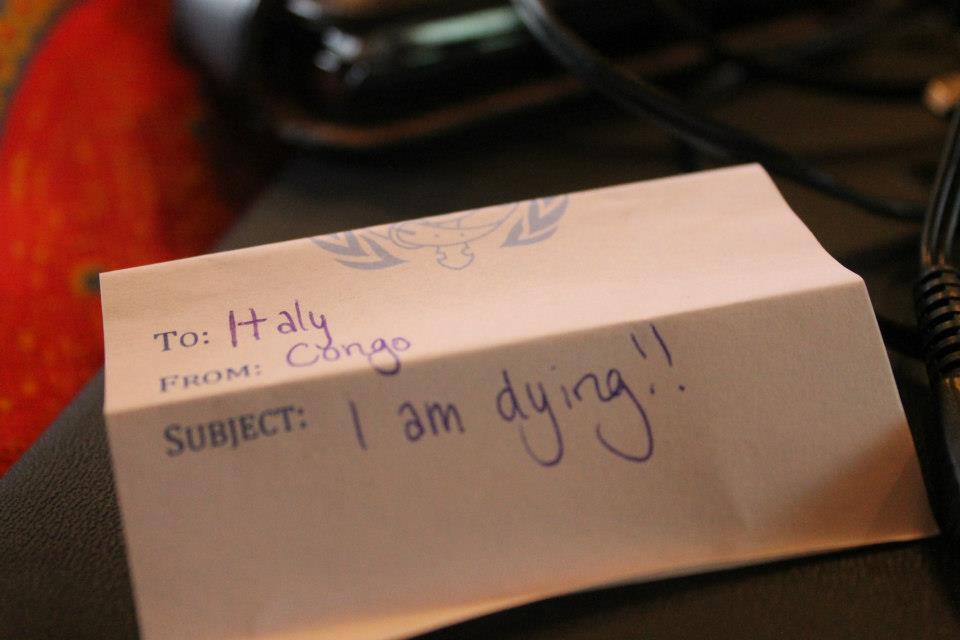 TO: Italy
FROM: Congo
SUBJECT: I am dying!!